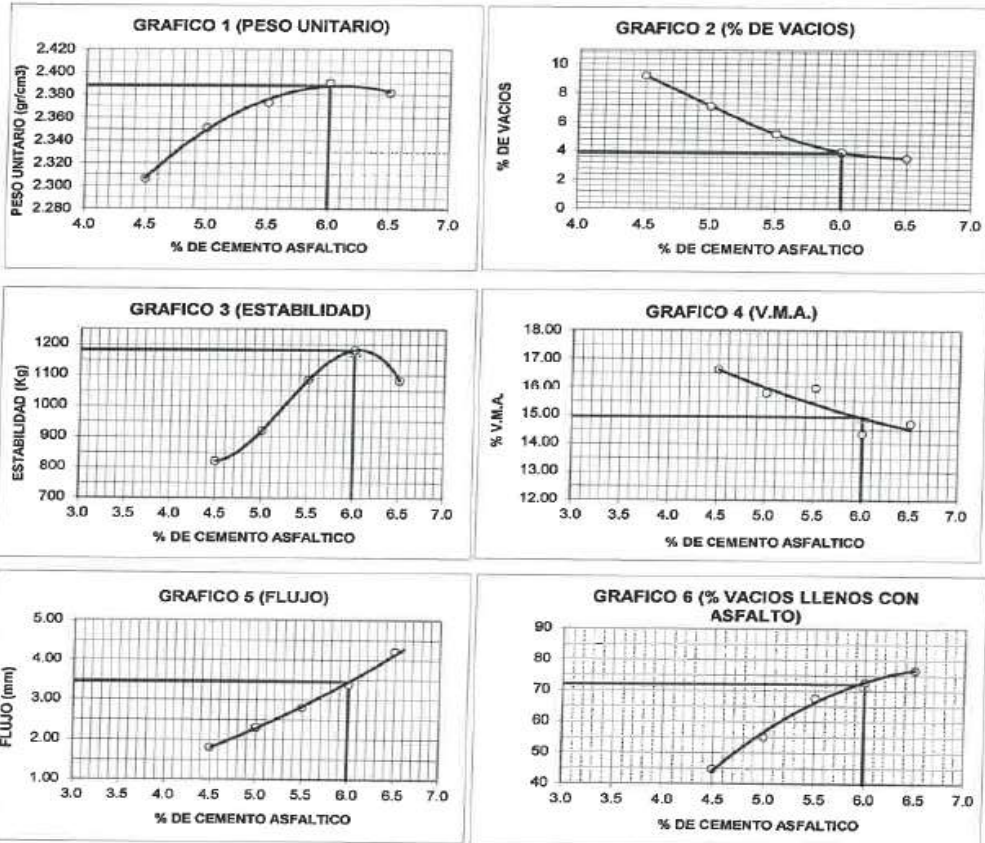 GRAFICO 1 (PESO UNITARIO)
PESO UNITARIO (gr/cm3)
2.420
2.400
2.380
2.360
2.340
2.320
2.300
2.280
4.0 4.5 5.0 5.5 6.0 6.5 7.0
% DE CEMENTO ASFALTICO
GRAFICO 2 (% DE VACIOS)
% DE VACIOS
10
8
6
4
2
0
4.0 4.5 5.0 5.5 6.0 6.5 7.0
% DE CEMENTO ASFALTICO
GRAFICO 3 (ESTABILIDAD)
ESTABILIDAD (Kg)
1200
1100
1000
900
800
700
3.0 3.5 4.0 4.5 5.0 5.5 6.0 6.5 7.0
% DE CEMENTO ASFALTICO
GRAFICO 4 (V.M.A.)
% V.M.A.
18.00
17.00
16.00
15.00
14.00
13.00
12.00
3.0 3.5 4.0 4.5 5.0 5.5 6.0 6.5 7.0
% DE CEMENTO ASFALTICO
GRAFICO 5 (FLUJO)
FLUJO (mm)
5.00
4.00
3.00
2.00
1.00
3.0 3.5 4.0 4.5 5.0 5.5 6.0 6.5 7.0
% DE CEMENTO ASFALTICO
GRAFICO 6 (% VACIOS LLENOS CON
ASFALTO)
90
80
70
60
50
40
3.0 3.5 4.0 4.5 5.0 5.5 6.0 6.5 7.0
% DE CEMENTO ASFALTICO